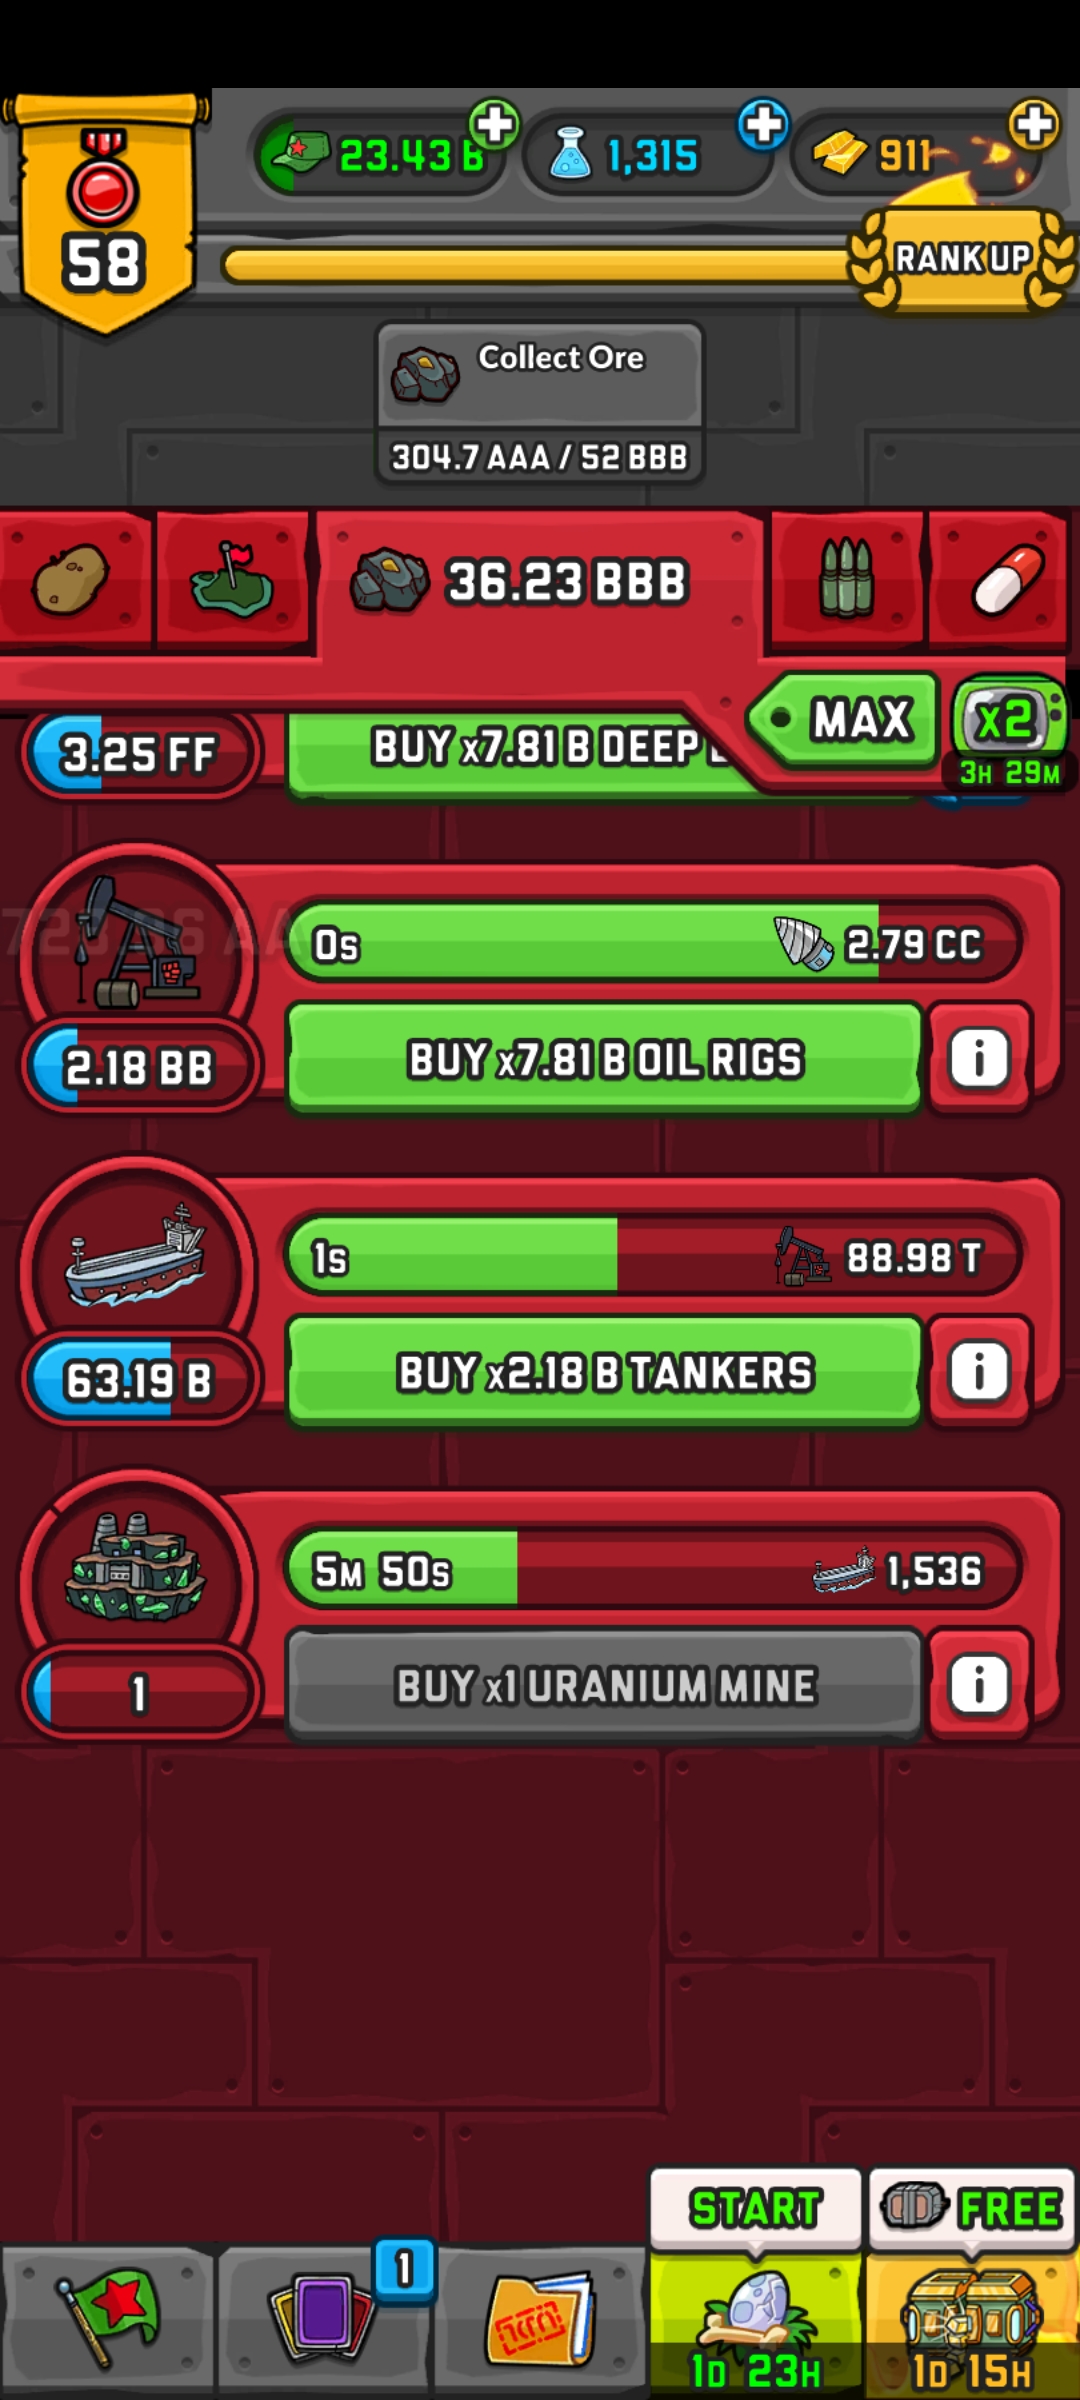 23.43 B
1,315
911
58
RANK UP
Collect Ore
304.7 AAA / 52 BBB
36.23 BBB
MAX
x2
3H 29M
3.25 FF
BUY x7.81 B DEEP
0s
2.79 CC
2.18 BB
BUY x7.81 B OIL RIGS
i
1s
88.98 T
63.19 B
BUY x2.18 B TANKERS
i
5M 50s
1,536
1
BUY x1 URANIUM MINE
i
START
FREE
1
1D 23H
1D 15H